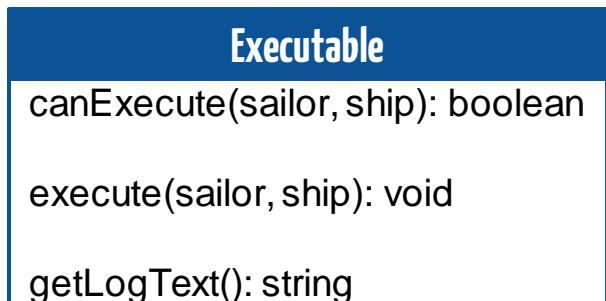 Executable
canExecute(sailor, ship): boolean
execute(sailor, ship): void
getLogText(): string